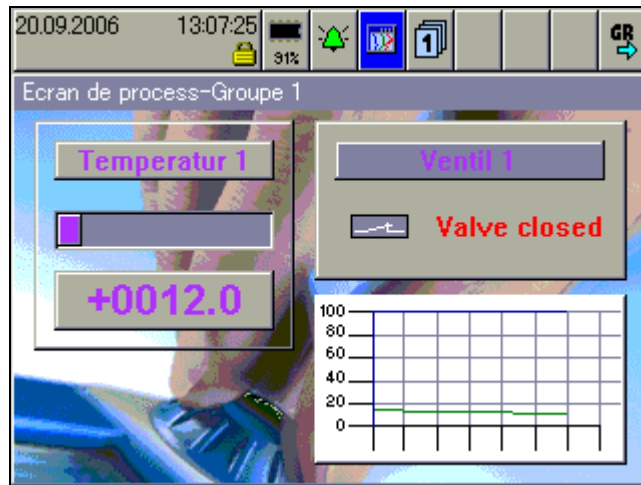 20.09.2006 13:07:25
91%
1
GR
Ecran de process-Groupe 1
Temperatur 1
Ventil 1
Valve closed
+0012.0
100
80
60
40
20
0